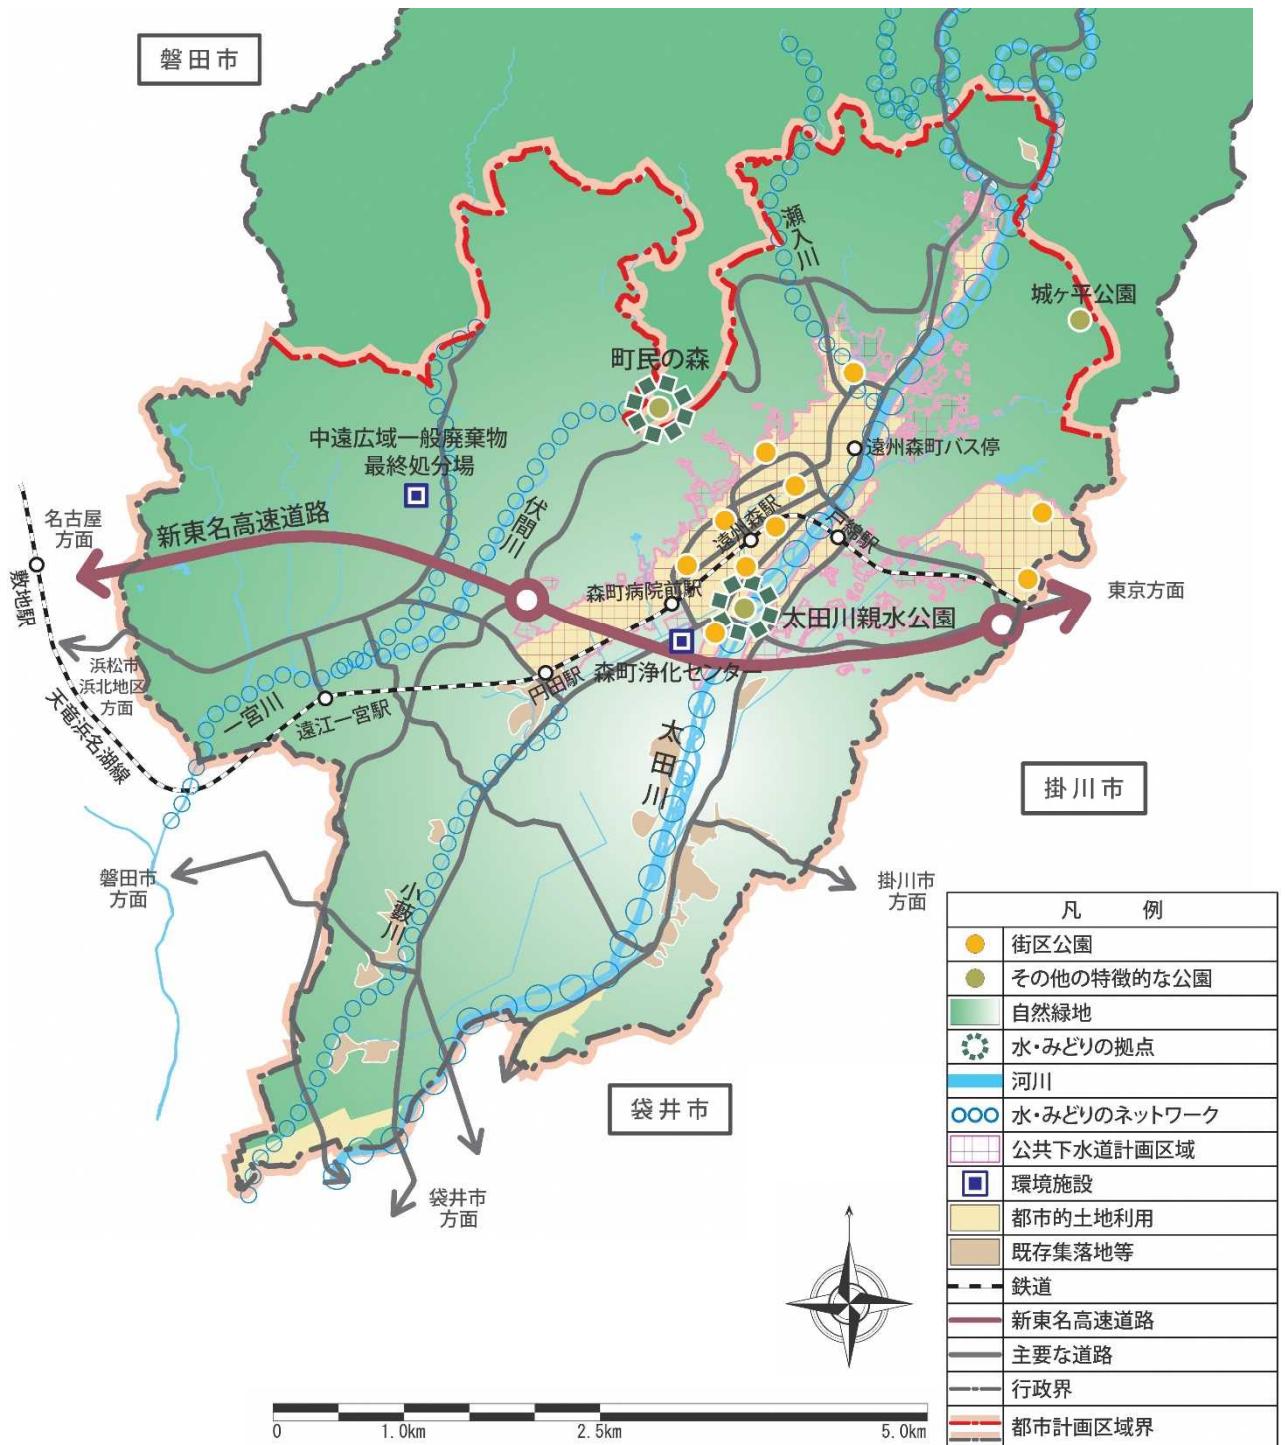 磐田市
瀬入川
城ヶ平公園
町民の森
中遠広域一般廃棄物
最終処分場
遠州森町バス停
伏間川
新東名高速道路
名古屋
方面
敷地駅
遠州森駅
戸綿駅
森町病院前駅
東京方面
太田川親水公園
浜松市
浜北地区
方面
森町浄化センター
円田駅
一宮川
遠江一宮駅
天竜浜名湖線
太田川
掛川市
磐田市
方面
掛川市
方面
小藪川
袋井市
袋井市
方面
凡 例
街区公園
その他の特徴的な公園
自然緑地
水・みどりの拠点
河川
水・みどりのネットワーク
公共下水道計画区域
環境施設
都市的土地利用
既存集落地等
鉄道
新東名高速道路
主要な道路
行政界
都市計画区域界
0 1.0km 2.5km 5.0km